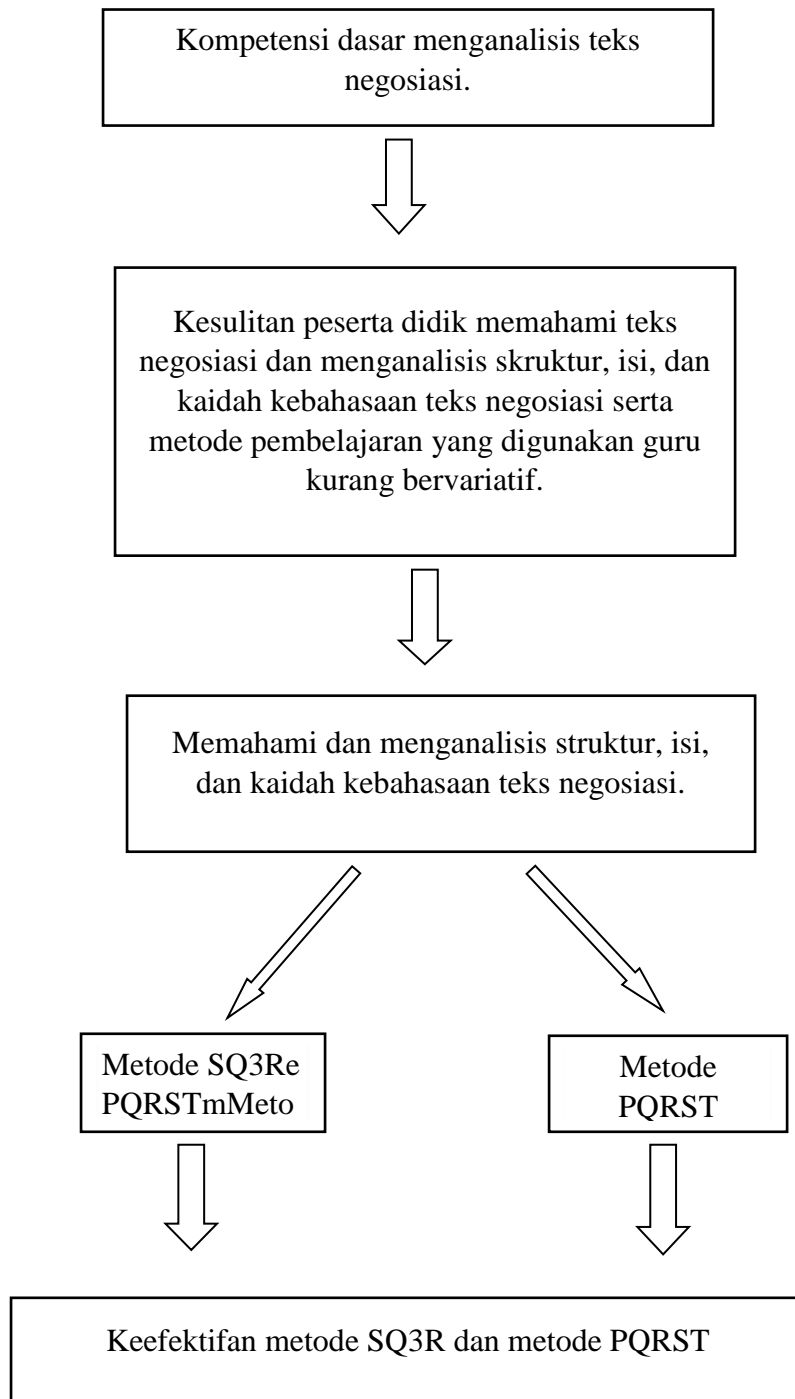 Kompetensi dasar menganalisis teks
negosiasi.
Kesulitan peserta didik memahami teks
negosiasi dan menganalisis skruktur, isi, dan
kaidah kebahasaan teks negosiasi serta
metode pembelajaran yang digunakan guru
kurang bervariatif.
Memahami dan menganalisis struktur, isi,
dan kaidah kebahasaan teks negosiasi.
Metode SQ3Re
PQRSTmMeto
Metode
PQRST
Keefektifan metode SQ3R dan metode PQRST